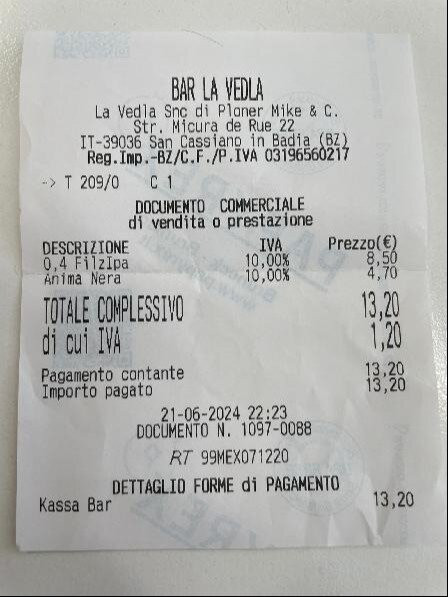 BAR LA VEDLA
La Vedla Snc di Ploner Mike & C.
Str. Micura de Rue 22
IT-39036 San Cassiano in Badia (BZ)
Reg.Imp.-BZ/C.F./P.IVA 03196560217
-> T 209/0 C 1
DOCUMENTO COMMERCIALE
di vendita o prestazione
DESCRIZIONE IVA Prezzo(€)
0,4 FilzIpa 10,00% 8,50
Anima Nera 10,00% 4,70
TOTALE COMPLESSIVO 13,20
di cui IVA 1,20
Pagamento contante 13,20
Importo pagato 13,20
21-06-2024 22:23
DOCUMENTO N. 1097-0088
RT 99MEX071220
DETTAGLIO FORME di PAGAMENTO
Kassa Bar 13,20